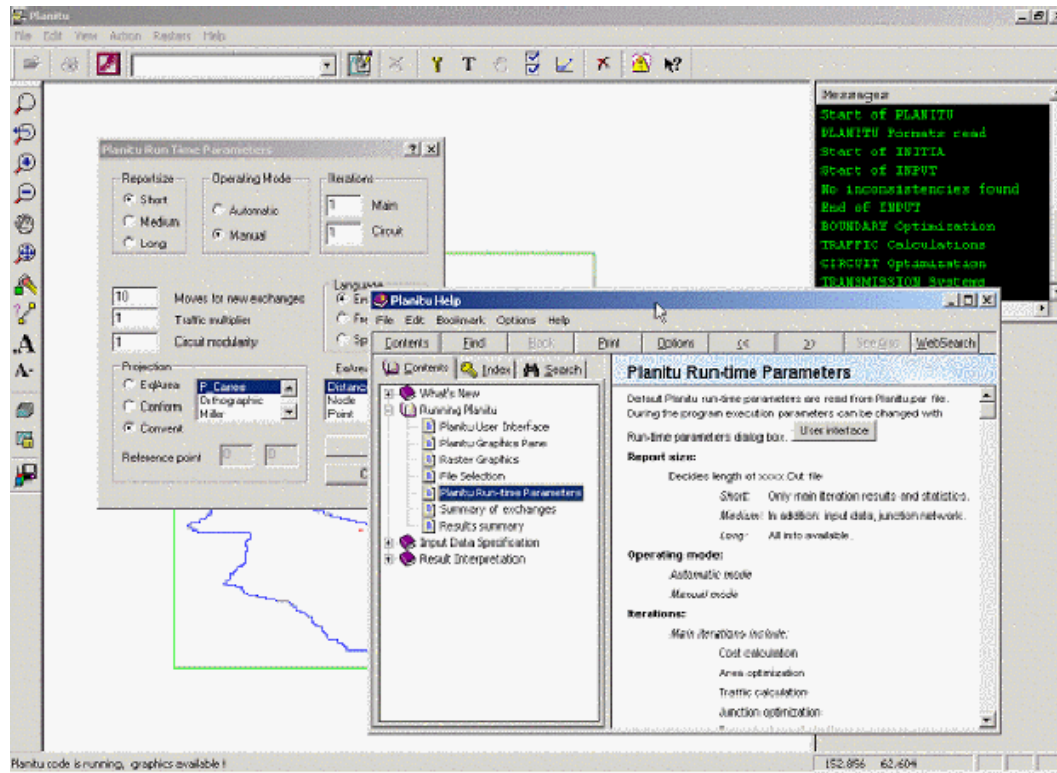 Planitu
File Edit View Action Rasters Help
T
Messages
Start of PLANITU
PLANITU Formats read
Start of INITIA
Start of INPUT
No inconsistencies found
End of INPUT
BOUNDARY Optimization
TRAFFIC Calculations
CIRCUIT Optimization
TRANSMISSION Systems
Planitu Run Time Parameters
Reportsize
Short
Medium
Long
Operating Mode
Automatic
Manual
Iterations
1 Main
1 Circuit
10 Moves for new exchanges
1 Traffic multiplier
1 Circuit modularity
Language
Projection
EqArea
Conform
Convent
P_Carree
Orthographic
Miller
Reference point 0 0
Distance
Node
Point
Planitu Help
File Edit Bookmark Options Help
Contents Find Back Print Options << >> See Also WebSearch
Contents Index Search
What's New
Running Planitu
Planitu User Interface
Planitu Graphics Pane
Raster Graphics
File Selection
Planitu Run-time Parameters
Summary of exchanges
Results summary
Input Data Specification
Result Interpretation
Planitu Run-time Parameters
Default Planitu run-time parameters are read from Planitu.par file.
During the program execution parameters can be changed with
Run-time parameters dialog box. User interface
Report size:
Decides length of xxxx.Out file
Short: Only main iteration results and statistics.
Medium: In addition: input data, junction network.
Long: All info available.
Operating mode:
Automatic mode
Manual mode
Iterations:
Main iterations include:
Cost calculation
Area optimization
Traffic calculation
Junction optimization
Planitu code is running, graphics available !
152.856 62.604